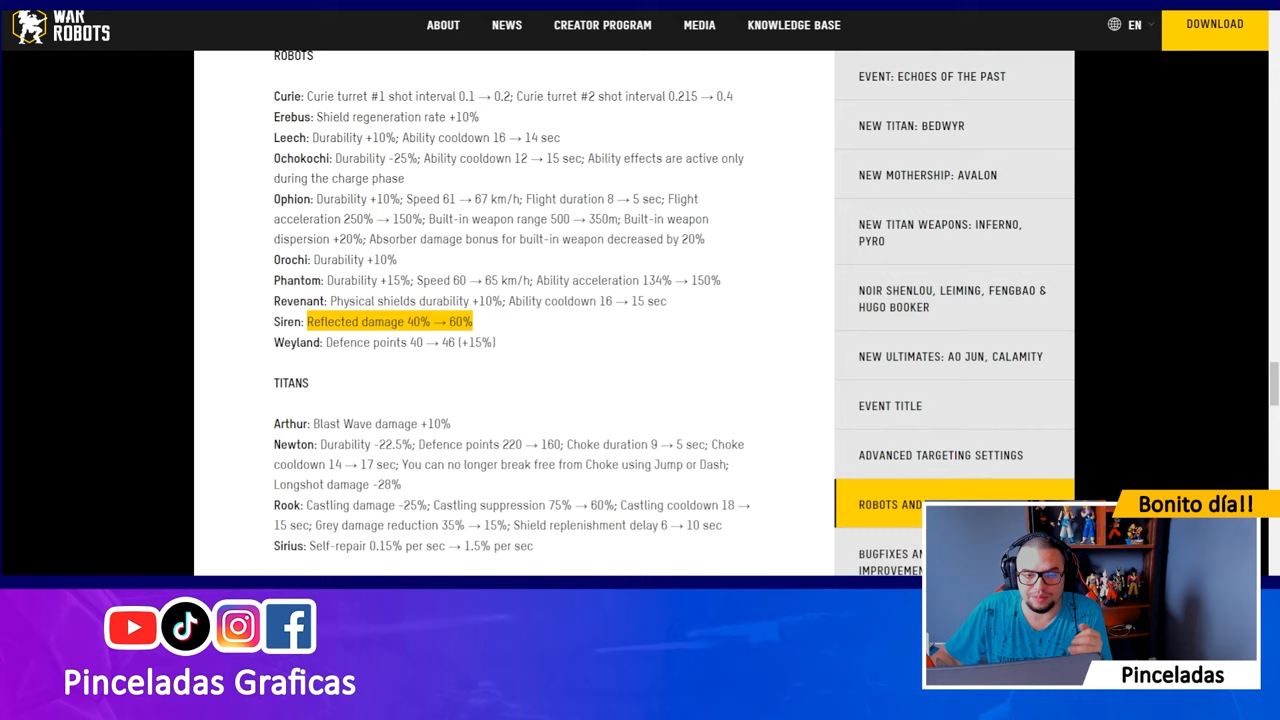 WAR
ROBOTS
ABOUT
NEWS
CREATOR PROGRAM
MEDIA
KNOWLEDGE BASE
EN
DOWNLOAD
ROBOTS
Curie: Curie turret #1 shot interval 0.1 → 0.2; Curie turret #2 shot interval 0.215 → 0.4
Erebus: Shield regeneration rate +10%
Leech: Durability +10%; Ability cooldown 16 → 14 sec
Ochokochi: Durability -25%; Ability cooldown 12 → 15 sec; Ability effects are active only
during the charge phase
Ophion: Durability +10%; Speed 61 → 67 km/h; Flight duration 8 → 5 sec; Flight
acceleration 250% → 150%; Built-in weapon range 500 → 350m; Built-in weapon
dispersion +20%; Absorber damage bonus for built-in weapon decreased by 20%
Orochi: Durability +10%
Phantom: Durability +15%; Speed 60 → 65 km/h; Ability acceleration 134% → 150%
Revenant: Physical shields durability +10%; Ability cooldown 16 → 15 sec
Siren: Reflected damage 40% → 60%
Weyland: Defence points 40 → 46 (+15%)
TITANS
Arthur: Blast Wave damage +10%
Newton: Durability -22.5%; Defence points 220 → 160; Choke duration 9 → 5 sec; Choke
cooldown 14 → 17 sec; You can no longer break free from Choke using Jump or Dash;
Longshot damage -28%
Rook: Castling damage -25%; Castling suppression 75% → 60%; Castling cooldown 18 →
15 sec; Grey damage reduction 35% → 15%; Shield replenishment delay 6 → 10 sec
Sirius: Self-repair 0.15% per sec → 1.5% per sec
EVENT: ECHOES OF THE PAST
NEW TITAN: BEDWYR
NEW MOTHERSHIP: AVALON
NEW TITAN WEAPONS: INFERNO,
PYRO
NOIR SHENLOU, LEIMING, FENGBAO &
HUGO BOOKER
NEW ULTIMATES: AO JUN, CALAMITY
EVENT TITLE
ADVANCED TARGETING SETTINGS
ROBOTS AND
BUGFIXES AN
IMPROVEMEN
Bonito día!!
Pinceladas
Pinceladas Graficas